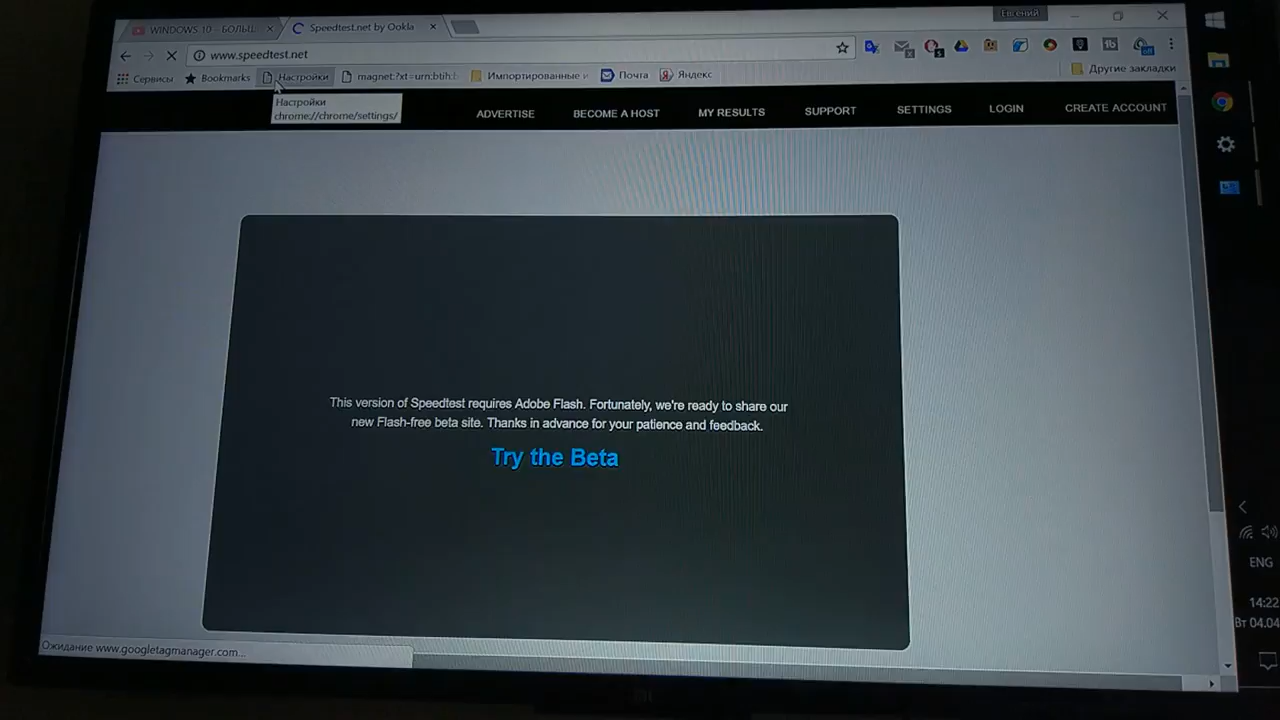 WINDOWS 10 - БОЛЬШ
Speedtest.net by Ookla
Евгений
www.speedtest.net
Сервисы
Bookmarks
Настройки
magnet:?xt=urn:btih:b
Импортированные
Почта
Яндекс
Другие закладки
Настройки
chrome://chrome/settings/
ADVERTISE
BECOME A HOST
MY RESULTS
SUPPORT
SETTINGS
LOGIN
CREATE ACCOUNT
This version of Speedtest requires Adobe Flash. Fortunately, we're ready to share our
new Flash-free beta site. Thanks in advance for your patience and feedback.
Try the Beta
ENG
14:22
Вт 04.04
Ожидание www.googletagmanager.com...